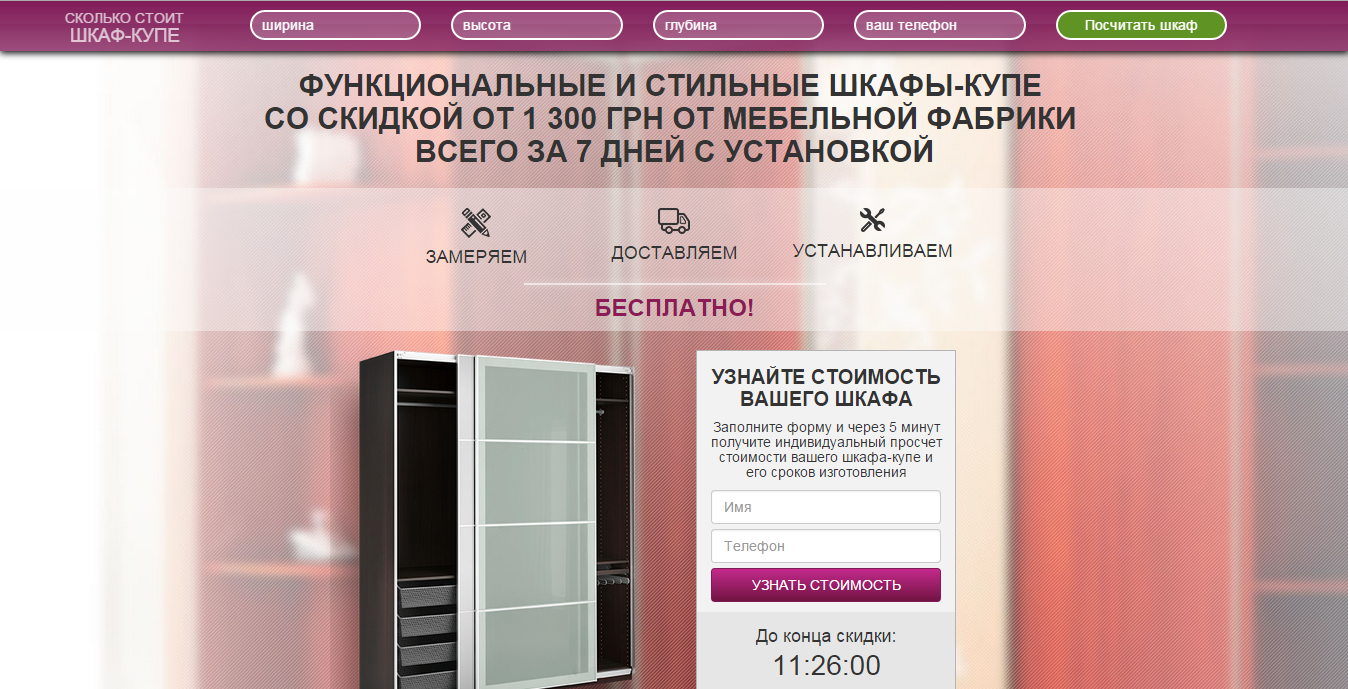 СКОЛЬКО СТОИТ
ШКАФ-КУПЕ
ширина
высота
глубина
ваш телефон
Посчитать шкаф
ФУНКЦИОНАЛЬНЫЕ И СТИЛЬНЫЕ ШКАФЫ-КУПЕ
СО СКИДКОЙ ОТ 1 300 ГРН ОТ МЕБЕЛЬНОЙ ФАБРИКИ
ВСЕГО ЗА 7 ДНЕЙ С УСТАНОВКОЙ
ЗАМЕРЯЕМ
ДОСТАВЛЯЕМ
УСТАНАВЛИВАЕМ
БЕСПЛАТНО!
УЗНАЙТЕ СТОИМОСТЬ
ВАШЕГО ШКАФА
Заполните форму и через 5 минут
получите индивидуальный просчет
стоимости вашего шкафа-купе и
его сроков изготовления
Имя
Телефон
УЗНАТЬ СТОИМОСТЬ
До конца скидки:
11:26:00